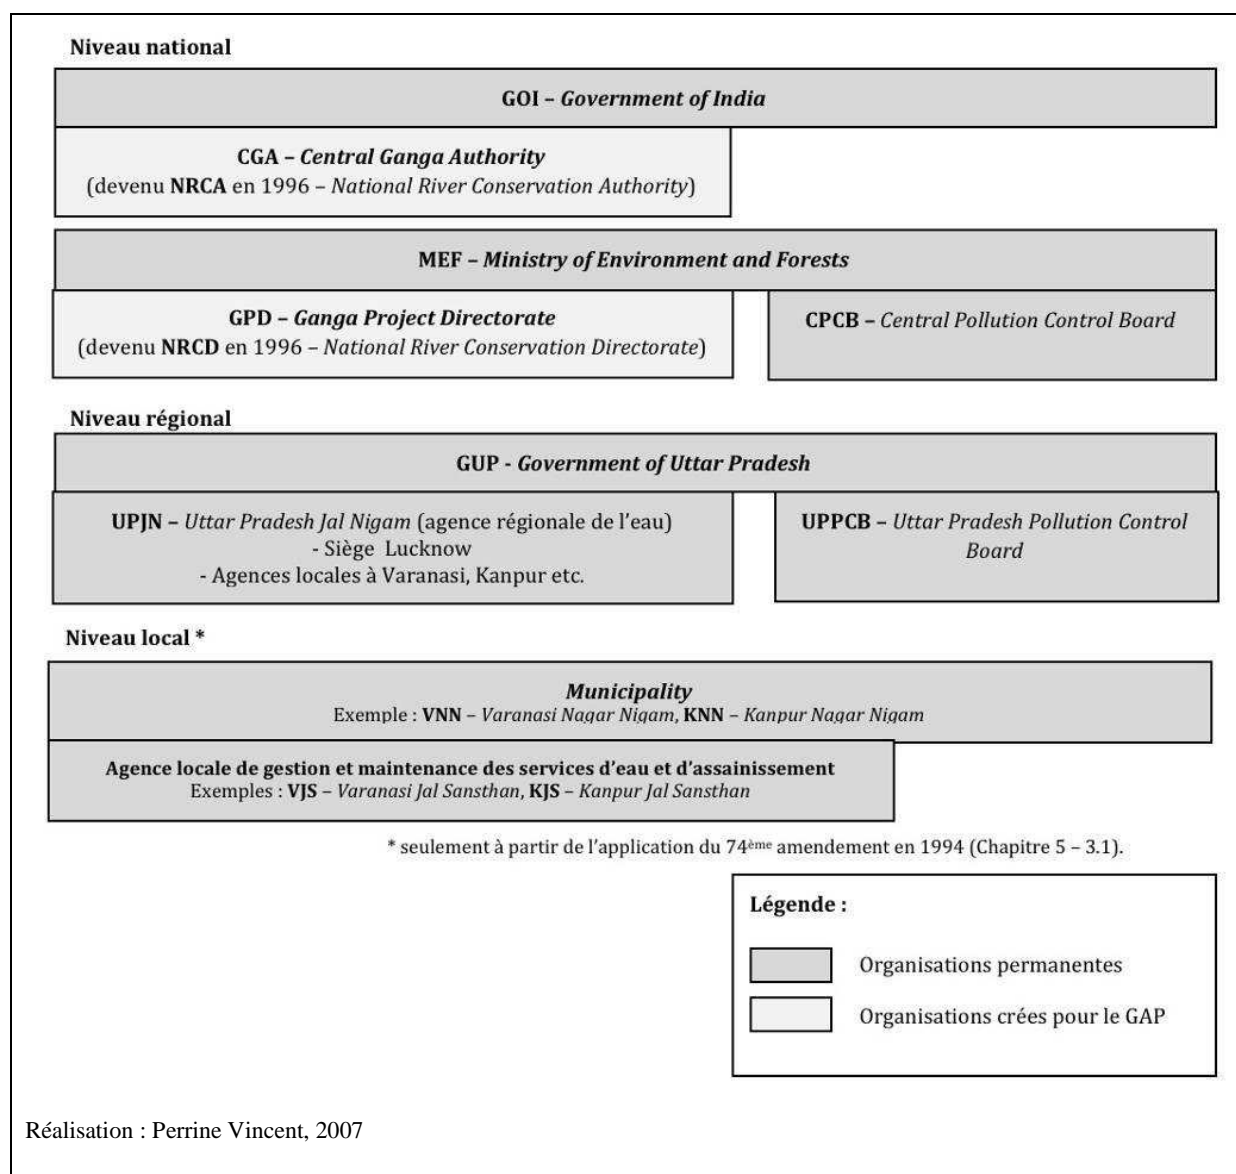 Niveau national
GOI – Government of India
CGA – Central Ganga Authority
(devenu NRCA en 1996 – National River Conservation Authority)
MEF – Ministry of Environment and Forests
GPD – Ganga Project Directorate
(devenu NRCD en 1996 – National River Conservation Directorate)
CPCB – Central Pollution Control Board
Niveau régional
GUP - Government of Uttar Pradesh
UPJN – Uttar Pradesh Jal Nigam (agence régionale de l’eau)
- Siège Lucknow
- Agences locales à Varanasi, Kanpur etc.
UPPCB – Uttar Pradesh Pollution Control
Board
Niveau local *
Municipality
Exemple : VNN – Varanasi Nagar Nigam, KNN – Kanpur Nagar Nigam
Agence locale de gestion et maintenance des services d’eau et d’assainissement
Exemples : VJS – Varanasi Jal Sansthan, KJS – Kanpur Jal Sansthan
* seulement à partir de l’application du 74ème amendement en 1994 (Chapitre 5 – 3.1).
Légende :
Organisations permanentes
Organisations crées pour le GAP
Réalisation : Perrine Vincent, 2007